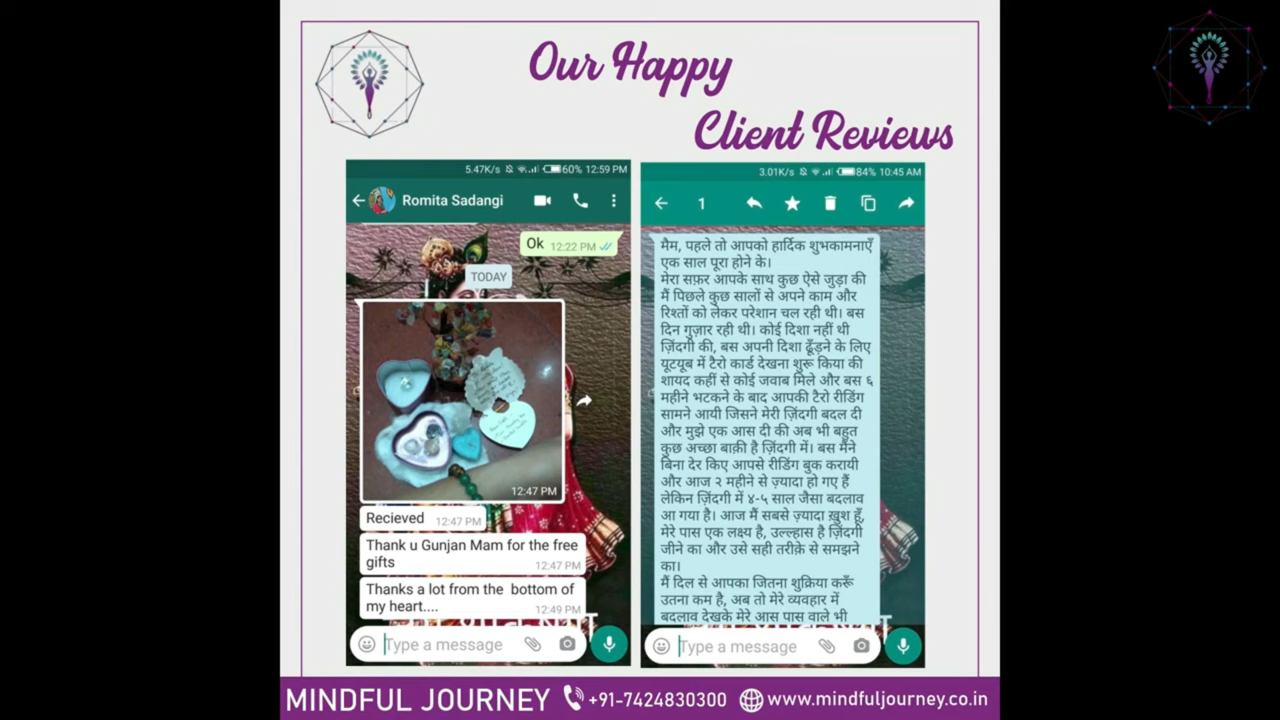 Our Happy
Client Reviews
5.47K/s 60% 12:59 PM
Romita Sadangi
Ok 12:22 PM
TODAY
12:47 PM
Recieved 12:47 PM
Thank u Gunjan Mam for the free
gifts
12:47 PM
Thanks a lot from the bottom of
my heart....
12:49 PM
Type a message
3.01K/s 84% 10:45 AM
1
मैम, पहले तो आपको हार्दिक शुभकामनाएँ
एक साल पूरा होने के।
मेरा सफ़र आपके साथ कुछ ऐसे जुड़ा की
मैं पिछले कुछ सालों से अपने काम और
रिश्तों को लेकर परेशान चल रही थी। बस
दिन गुज़ार रही थी। कोई दिशा नहीं थी
ज़िंदगी की, बस अपनी दिशा ढूँड़ने के लिए
यूटयूब में टैरो कार्ड देखना शुरू किया की
शायद कहीं से कोई जवाब मिले और बस ६
महीने भटकने के बाद आपकी टैरो रीडिंग
सामने आयी जिसने मेरी ज़िंदगी बदल दी
और मुझे एक आस दी की अब भी बहुत
कुछ अच्छा बाक़ी है ज़िंदगी में। बस मैंने
बिना देर किए आपसे रीडिंग बुक करायी
और आज २ महीने से ज़्यादा हो गए हैं
लेकिन ज़िंदगी में ४-५ साल जैसा बदलाव
आ गया है। आज मैं सबसे ज़्यादा ख़ुश हूँ,
मेरे पास एक लक्ष्य है, उल्ल्हास है ज़िंदगी
जीने का और उसे सही तरीक़े से समझने
का।
मैं दिल से आपका जितना शुक्रिया करूँ
उतना कम है, अब तो मेरे व्यवहार में
बदलाव देखके मेरे आस पास वाले भी
Type a message
MINDFUL JOURNEY +91-7424830300 www.mindfuljourney.co.in